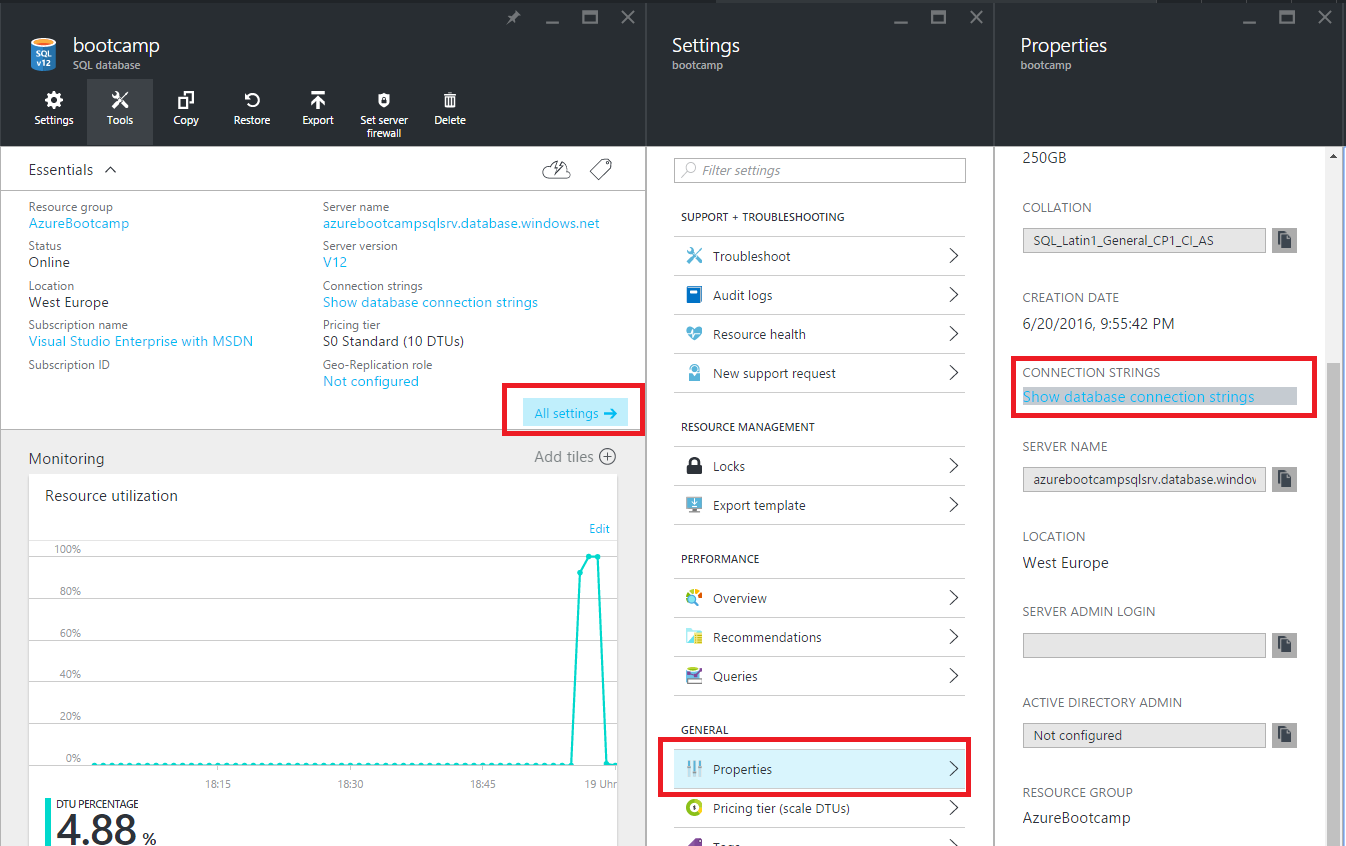 bootcamp
SQL database
SQL
v12
Settings
Tools
Copy
Restore
Export
Set server
firewall
Delete
Essentials
Resource group
AzureBootcamp
Status
Online
Location
West Europe
Subscription name
Visual Studio Enterprise with MSDN
Subscription ID
Server name
azurebootcampsqlsrv.database.windows.net
Server version
V12
Connection strings
Show database connection strings
Pricing tier
S0 Standard (10 DTUs)
Geo-Replication role
Not configured
All settings
Monitoring
Add tiles
Resource utilization
Edit
100%
80%
60%
40%
20%
0%
18:15
18:30
18:45
19 Uhr
DTU PERCENTAGE
4.88 %
Settings
bootcamp
Filter settings
SUPPORT + TROUBLESHOOTING
Troubleshoot
Audit logs
Resource health
New support request
RESOURCE MANAGEMENT
Locks
Export template
PERFORMANCE
Overview
Recommendations
Queries
GENERAL
Properties
Pricing tier (scale DTUs)
Tags
Properties
bootcamp
250GB
COLLATION
SQL_Latin1_General_CP1_CI_AS
CREATION DATE
6/20/2016, 9:55:42 PM
CONNECTION STRINGS
Show database connection strings
SERVER NAME
azurebootcampsqlsrv.database.window
LOCATION
West Europe
SERVER ADMIN LOGIN
ACTIVE DIRECTORY ADMIN
Not configured
RESOURCE GROUP
AzureBootcamp